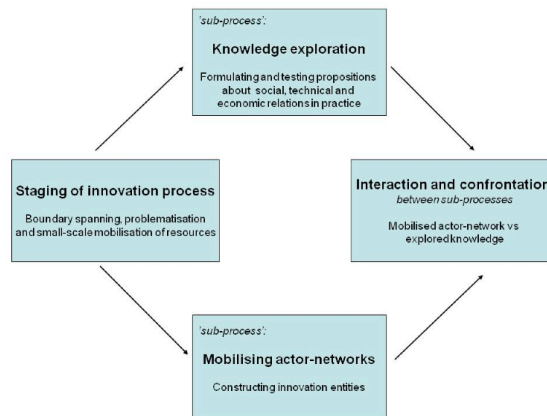 'sub-process':
Knowledge exploration
Formulating and testing propositions
about social, technical and
economic relations in practice
Staging of innovation process
Boundary spanning, problematisation
and small-scale mobilisation of resources
Interaction and confrontation
between sub-processes
Mobilised actor-network vs
explored knowledge
'sub-process':
Mobilising actor-networks
Constructing innovation entities